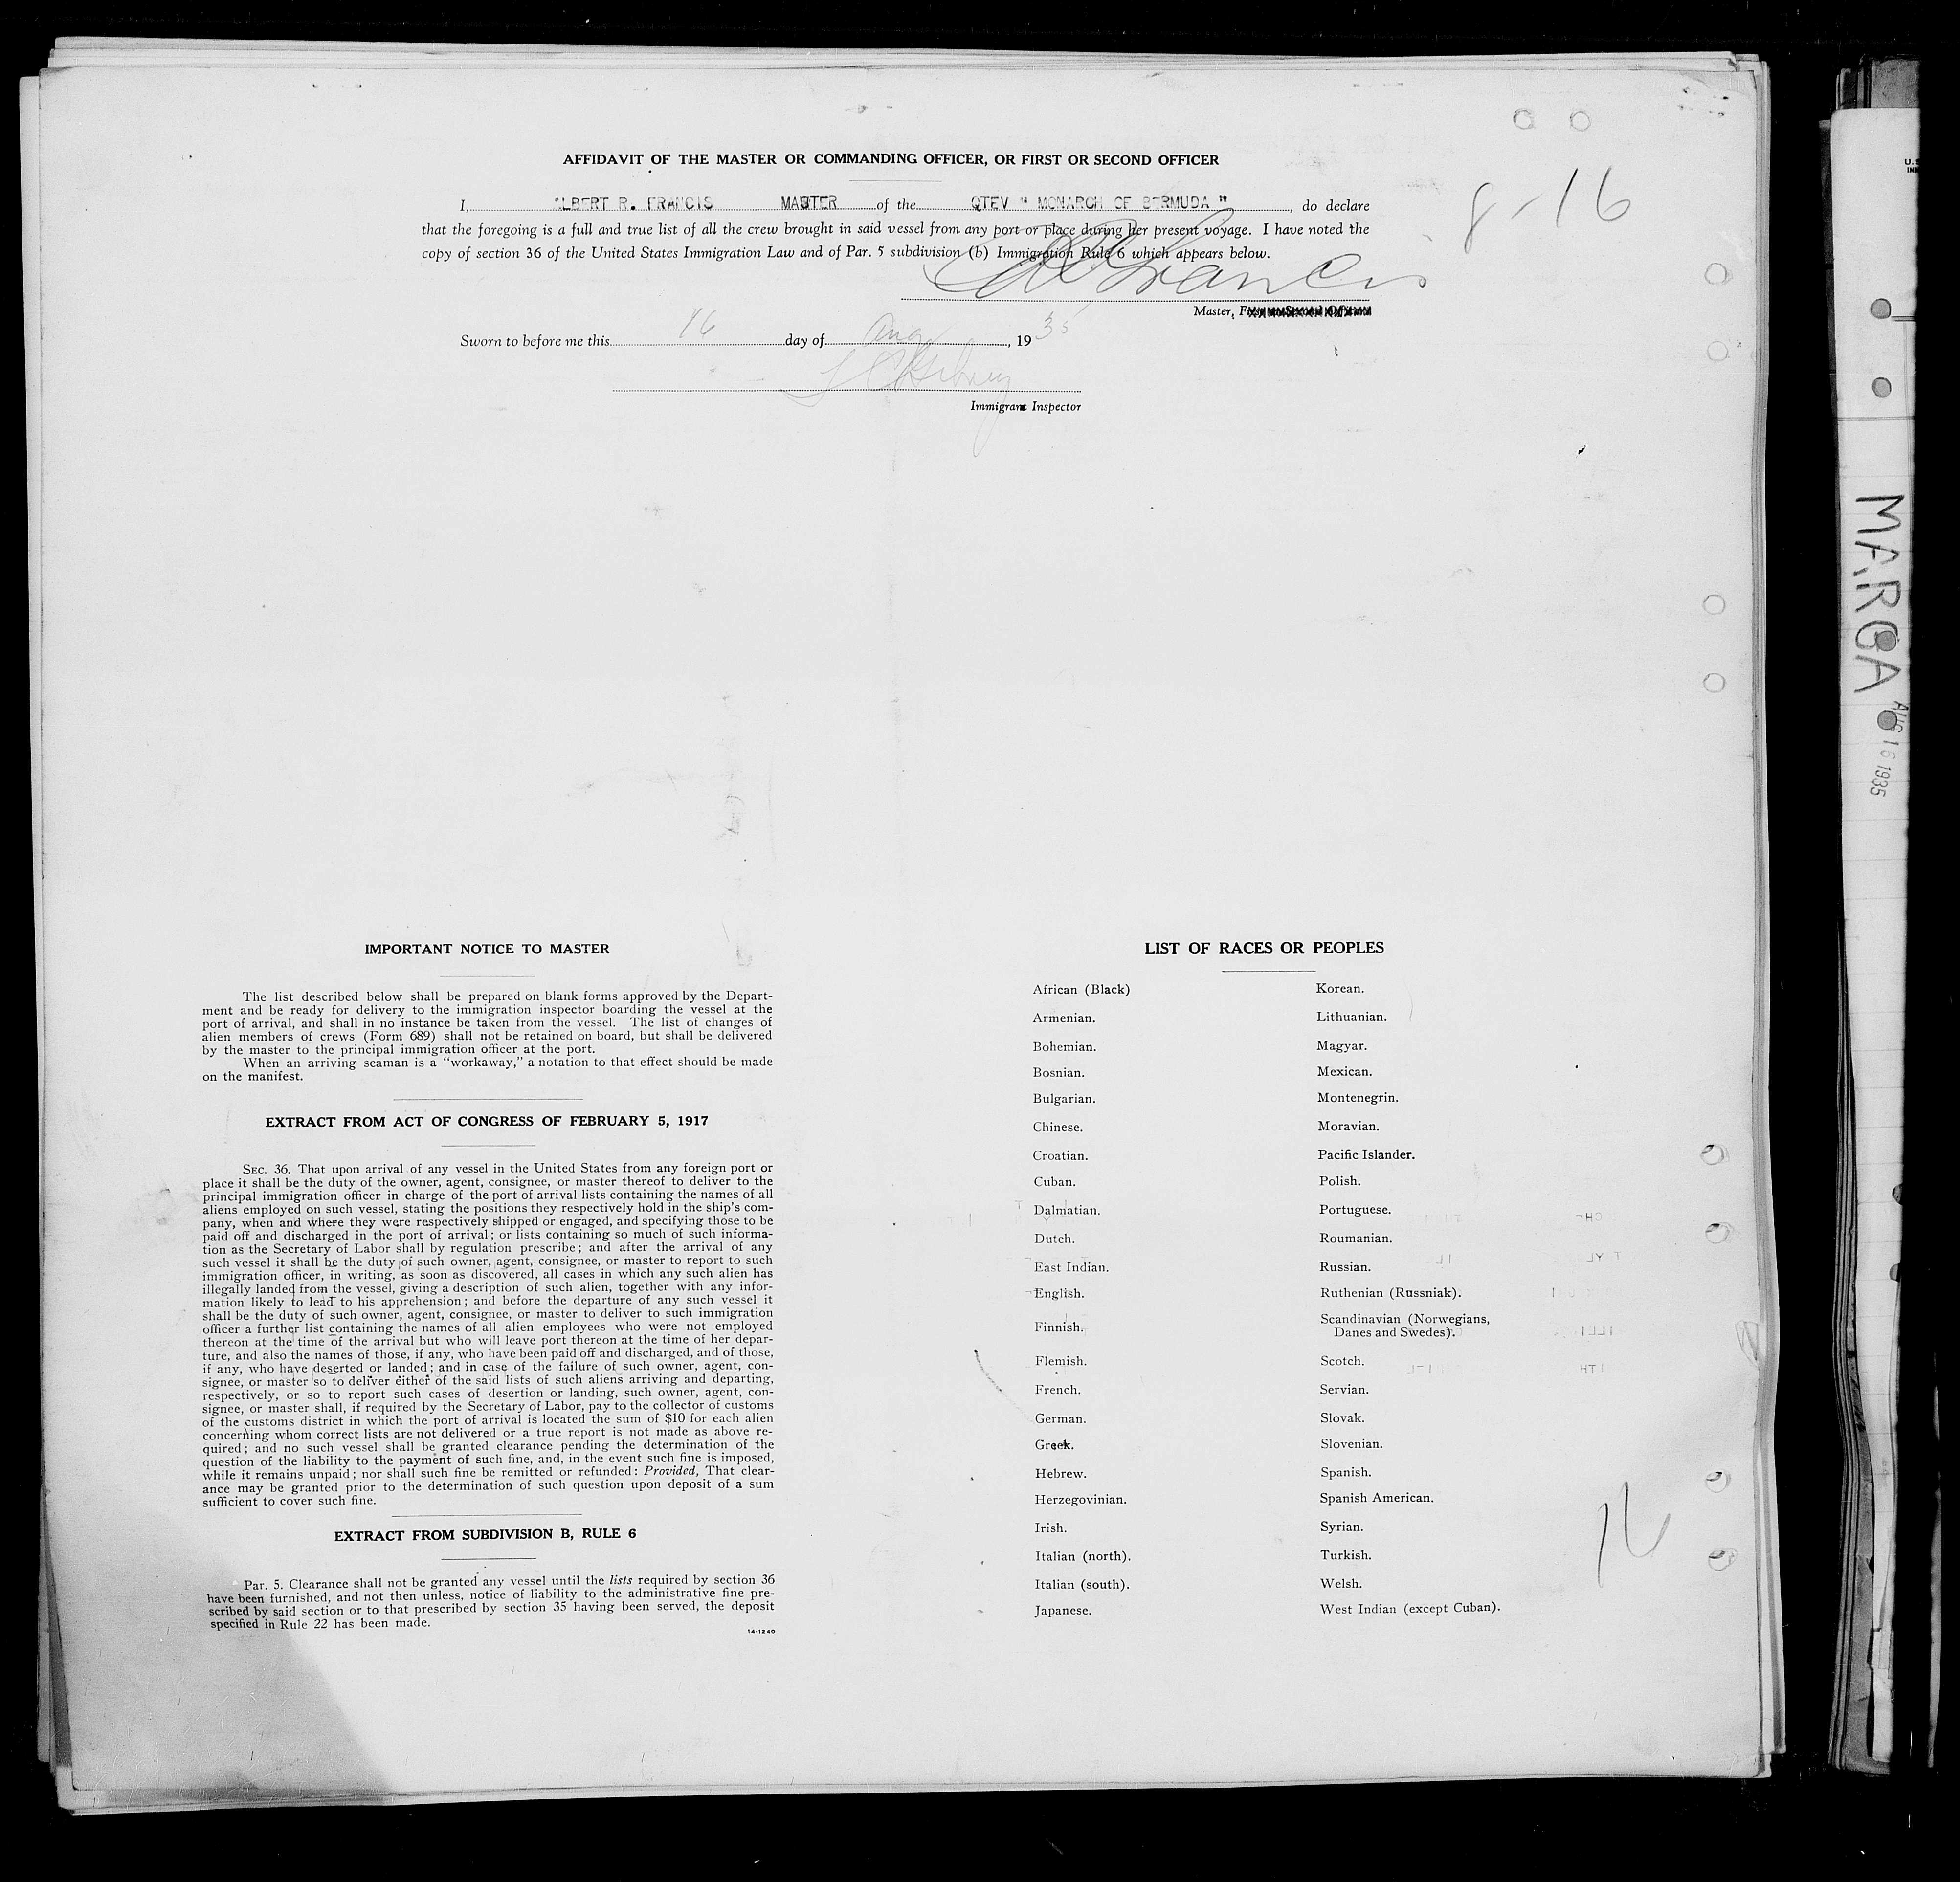 AFFIDAVIT OF THE MASTER OR COMMANDING OFFICER, OR FIRST OR SECOND OFFICER
I, ALBERT R. FRANCIS MASTER of the QTEV " MONARCH OF BERMUDA ", do declare
that the foregoing is a full and true list of all the crew brought in said vessel from any port or place during her present voyage. I have noted the
copy of section 36 of the United States Immigration Law and of Par. 5 subdivision (b) Immigration Rule 6 which appears below.
8-16
Francis
Master, First or Second Officer
Sworn to before me this 16 day of Aug, 1935
Immigrant Inspector
IMPORTANT NOTICE TO MASTER
The list described below shall be prepared on blank forms approved by the Depart-
ment and be ready for delivery to the immigration inspector boarding the vessel at the
port of arrival, and shall in no instance be taken from the vessel. The list of changes of
alien members of crews (Form 689) shall not be retained on board, but shall be delivered
by the master to the principal immigration officer at the port.
When an arriving seaman is a "workaway," a notation to that effect should be made
on the manifest.
EXTRACT FROM ACT OF CONGRESS OF FEBRUARY 5, 1917
SEC. 36. That upon arrival of any vessel in the United States from any foreign port or
place it shall be the duty of the owner, agent, consignee, or master thereof to deliver to the
principal immigration officer in charge of the port of arrival lists containing the names of all
aliens employed on such vessel, stating the positions they respectively hold in the ship's com-
pany, when and where they were respectively shipped or engaged, and specifying those to be
paid off and discharged in the port of arrival; or lists containing so much of such informa-
tion as the Secretary of Labor shall by regulation prescribe; and after the arrival of any
such vessel it shall be the duty of such owner, agent, consignee, or master to report to such
immigration officer, in writing, as soon as discovered, all cases in which any such alien has
illegally landed from the vessel, giving a description of such alien, together with any infor-
mation likely to lead to his apprehension; and before the departure of any such vessel it
shall be the duty of such owner, agent, consignee, or master to deliver to such immigration
officer a further list containing the names of all alien employees who were not employed
thereon at the time of the arrival but who will leave port thereon at the time of her depar-
ture, and also the names of those, if any, who have been paid off and discharged, and of those,
if any, who have deserted or landed; and in case of the failure of such owner, agent, con-
signee, or master so to deliver either of the said lists of such aliens arriving and departing,
respectively, or so to report such cases of desertion or landing, such owner, agent, con-
signee, or master shall, if required by the Secretary of Labor, pay to the collector of customs
of the customs district in which the port of arrival is located the sum of $10 for each alien
concerning whom correct lists are not delivered or a true report is not made as above re-
quired; and no such vessel shall be granted clearance pending the determination of the
question of the liability to the payment of such fine, and, in the event such fine is imposed,
while it remains unpaid; nor shall such fine be remitted or refunded: Provided, That clear-
ance may be granted prior to the determination of such question upon deposit of a sum
sufficient to cover such fine.
EXTRACT FROM SUBDIVISION B, RULE 6
Par. 5. Clearance shall not be granted any vessel until the lists required by section 36
have been furnished, and not then unless, notice of liability to the administrative fine pre-
scribed by said section or to that prescribed by section 35 having been served, the deposit
specified in Rule 22 has been made.
14-1240
LIST OF RACES OR PEOPLES
African (Black)
Armenian.
Bohemian.
Bosnian.
Bulgarian.
Chinese.
Croatian.
Cuban.
Dalmatian.
Dutch.
East Indian.
English.
Finnish.
Flemish.
French.
German.
Greek.
Hebrew.
Herzegovinian.
Irish.
Italian (north).
Italian (south).
Japanese.
Korean.
Lithuanian.
Magyar.
Mexican.
Montenegrin.
Moravian.
Pacific Islander.
Polish.
Portuguese.
Roumanian.
Russian.
Ruthenian (Russniak).
Scandinavian (Norwegians,
Danes and Swedes).
Scotch.
Servian.
Slovak.
Slovenian.
Spanish.
Spanish American.
Syrian.
Turkish.
Welsh.
West Indian (except Cuban).
MARGA
AUG 16 1935